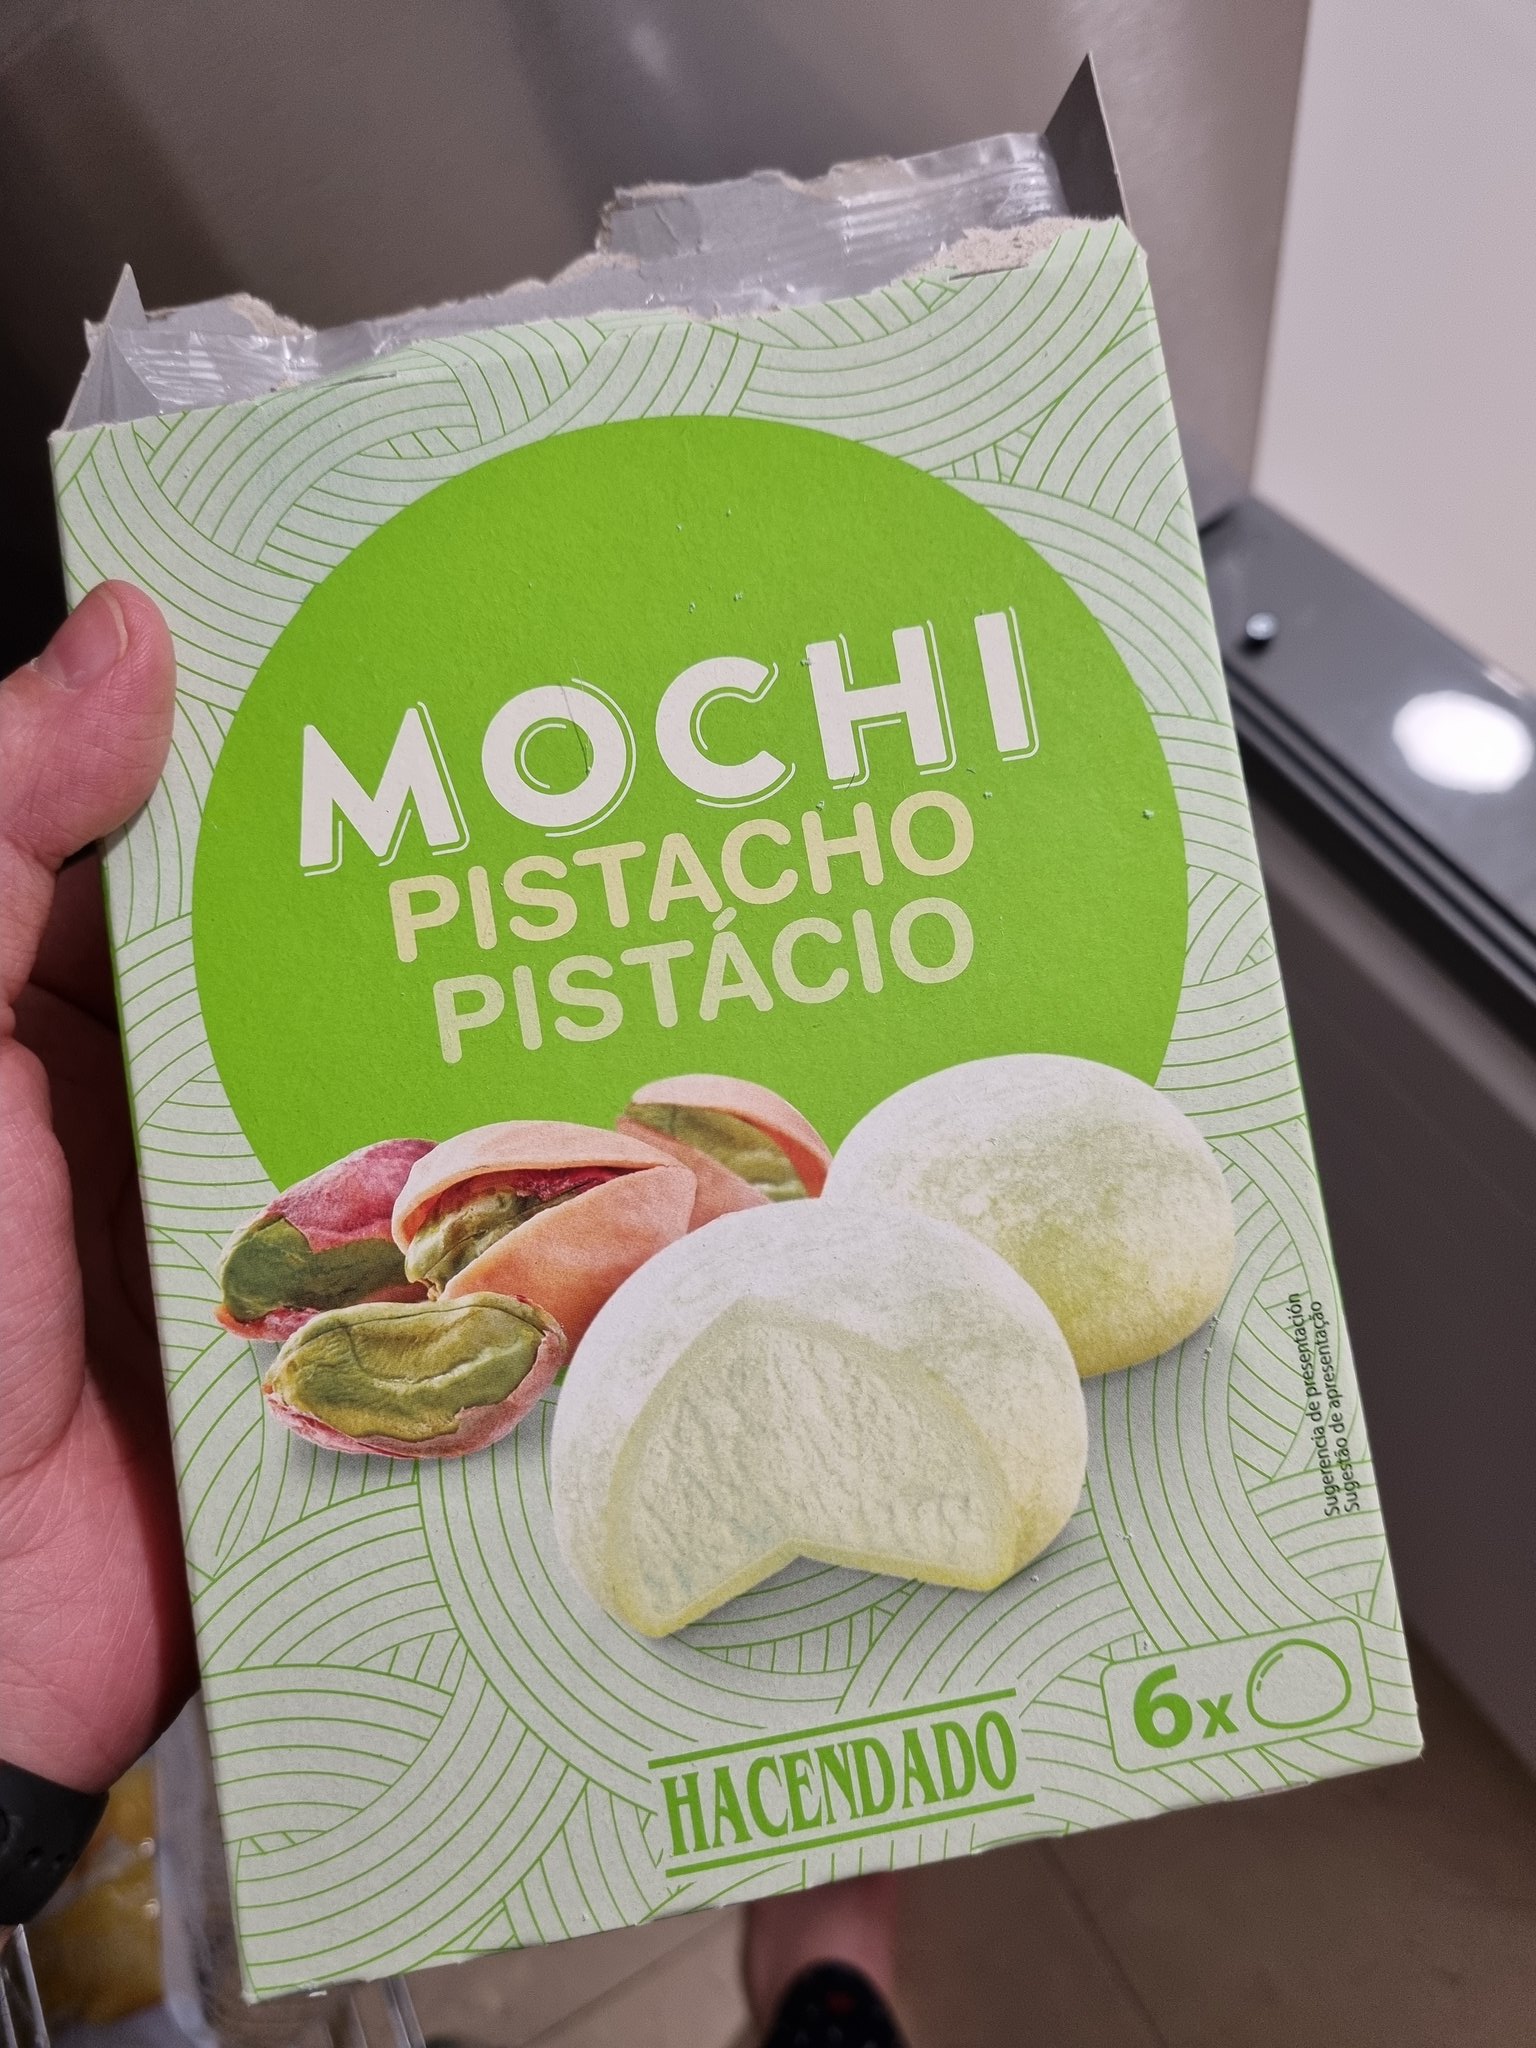 MOCHI
PISTACHO
PISTÁCIO
Sugerencia de presentación
Sugestão de apresentação
6x
HACENDADO